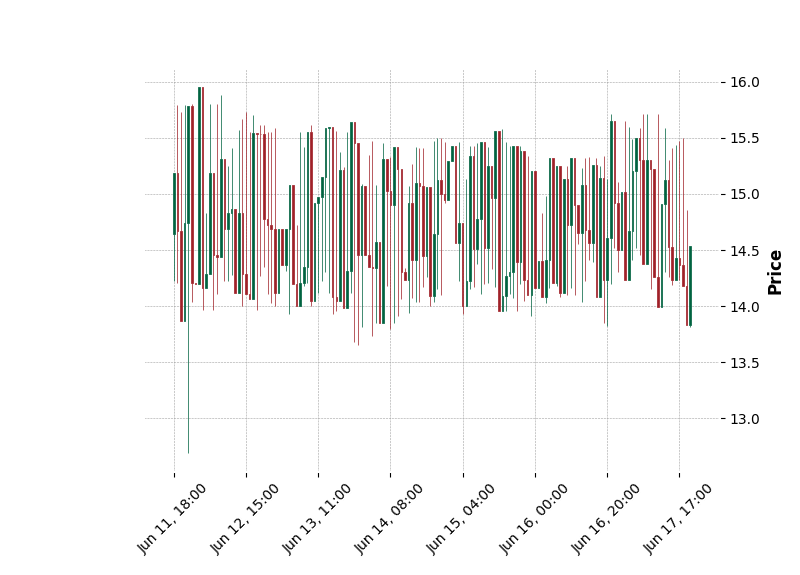 16.0
15.5
15.0
14.5
14.0
13.5
13.0
Price
Jun 11, 18:00
Jun 12, 15:00
Jun 13, 11:00
Jun 14, 08:00
Jun 15, 04:00
Jun 16, 00:00
Jun 16, 20:00
Jun 17, 17:00